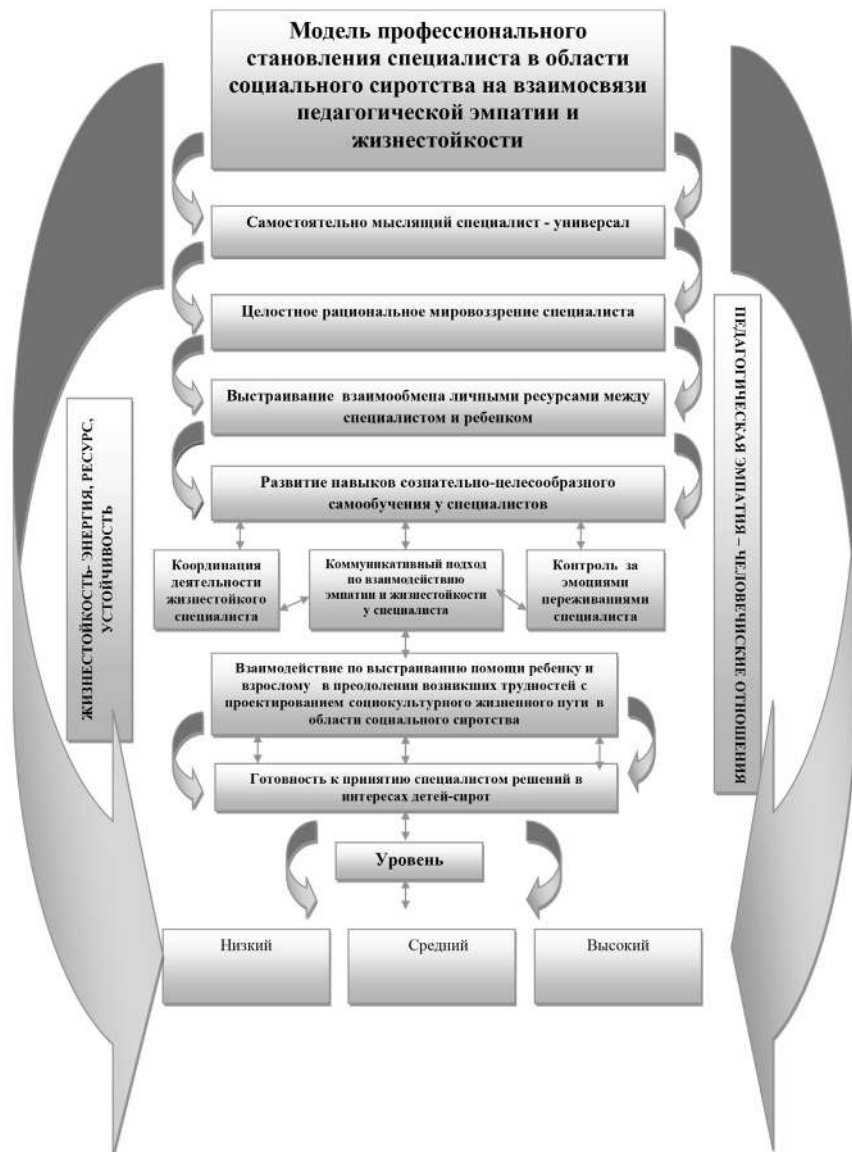 Модель профессионального
становления специалиста в области
социального сиротства на взаимосвязи
педагогической эмпатии и
жизнестойкости
Самостоятельно мыслящий специалист - универсал
Целостное рациональное мировоззрение специалиста
Выстраивание взаимообмена личными ресурсами между
специалистом и ребенком
Развитие навыков сознательно-целесообразного
самообучения у специалистов
Координация
деятельности
жизнестойкого
специалиста
Коммуникативный подход
по взаимодействию
эмпатии и жизнестойкости
у специалиста
Контроль за
эмоциями
переживаниями
специалиста
Взаимодействие по выстраиванию помощи ребенку и
взрослому в преодолении возникших трудностей с
проектированием социокультурного жизненного пути в
области социального сиротства
Готовность к принятию специалистом решений в
интересах детей-сирот
Уровень
Низкий
Средний
Высокий
ЖИЗНЕСТОЙКОСТЬ- ЭНЕРГИЯ, РЕСУРС,
УСТОЙЧИВОСТЬ
ПЕДАГОГИЧЕСКАЯ ЭМПАТИЯ – ЧЕЛОВЕЧИСКИЕ ОТНОШЕНИЯ